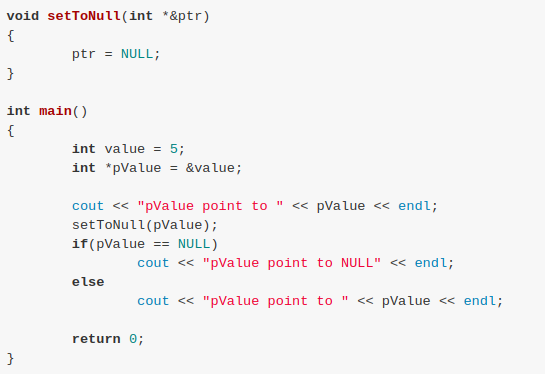 void setToNull(int *&ptr)
{
        ptr = NULL;
}

int main()
{
        int value = 5;
        int *pValue = &value;

        cout << "pValue point to " << pValue << endl;
        setToNull(pValue);
        if(pValue == NULL)
                cout << "pValue point to NULL" << endl;
        else
                cout << "pValue point to " << pValue << endl;

        return 0;
}